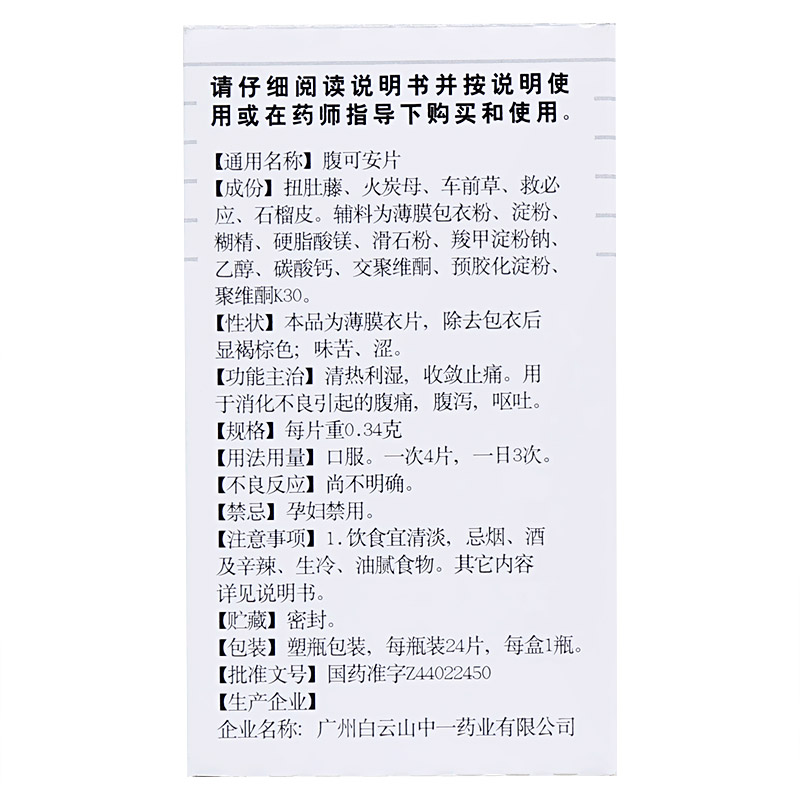 请仔细阅读说明书并按说明使
用或在药师指导下购买和使用。
【通用名称】腹可安片
【成份】扭肚藤、火炭母、车前草、救必
应、石榴皮。辅料为薄膜包衣粉、淀粉、
糊精、硬脂酸镁、滑石粉、羧甲淀粉钠、
乙醇、碳酸钙、交聚维酮、预胶化淀粉、
聚维酮K30。
【性状】本品为薄膜衣片，除去包衣后
显褐棕色；味苦、涩。
【功能主治】清热利湿，收敛止痛。用
于消化不良引起的腹痛，腹泻，呕吐。
【规格】每片重0.34克
【用法用量】口服。一次4片，一日3次。
【不良反应】尚不明确。
【禁忌】孕妇禁用。
【注意事项】1.饮食宜清淡，忌烟、酒
及辛辣、生冷、油腻食物。其它内容
详见说明书。
【贮藏】密封。
【包装】塑瓶包装，每瓶装24片，每盒1瓶。
【批准文号】国药准字Z44022450
【生产企业】
企业名称：广州白云山中一药业有限公司